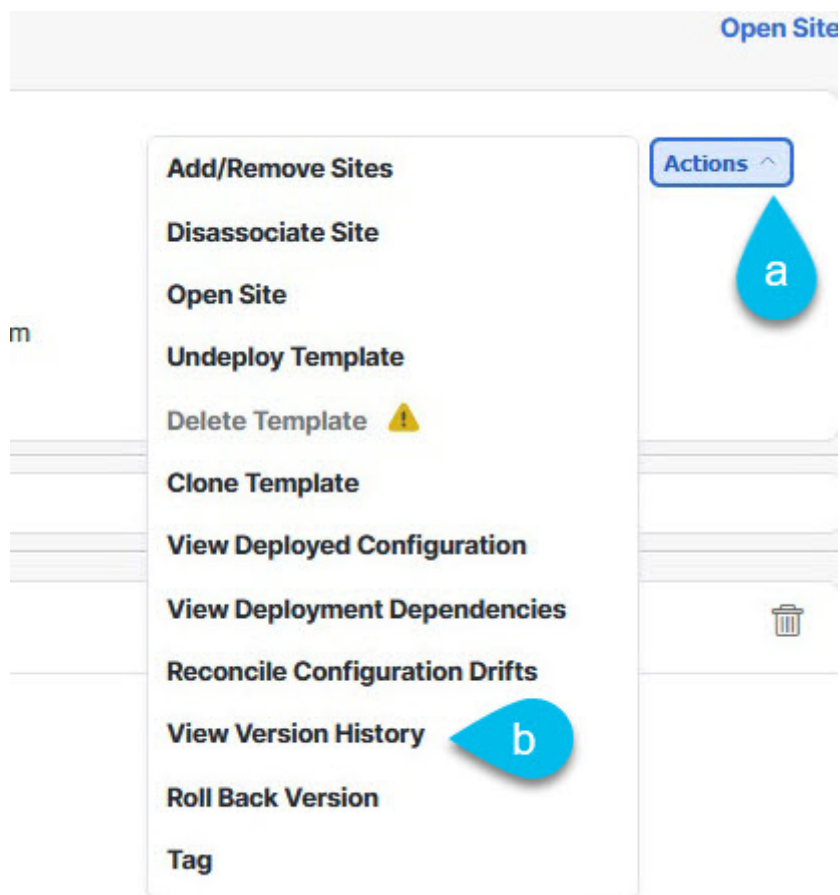 Open Site
Actions
a
Add/Remove Sites
Disassociate Site
Open Site
m
Undeploy Template
Delete Template
Clone Template
View Deployed Configuration
View Deployment Dependencies
Reconcile Configuration Drifts
View Version History
b
Roll Back Version
Tag